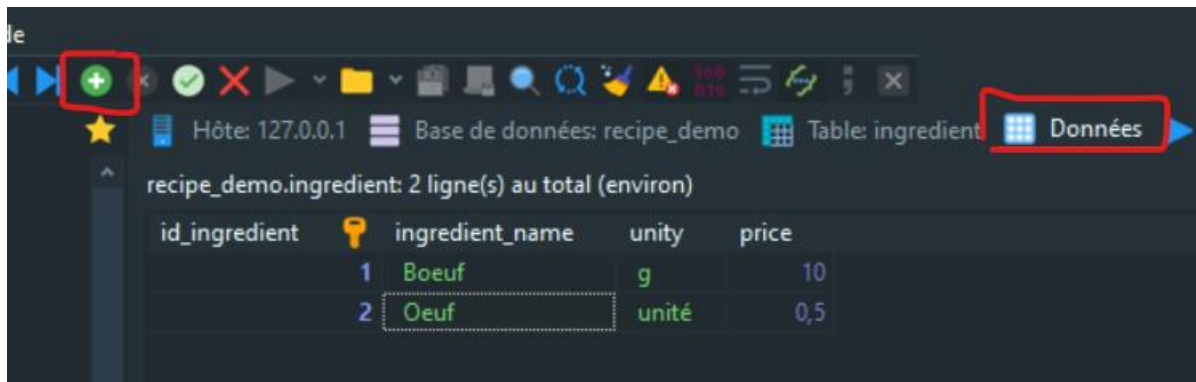 de
Hôte: 127.0.0.1 Base de données: recipe_demo Table: ingredient Données
recipe_demo.ingredient: 2 ligne(s) au total (environ)
id_ingredient ingredient_name unity price
1 Boeuf g 10
2 Oeuf unité 0,5